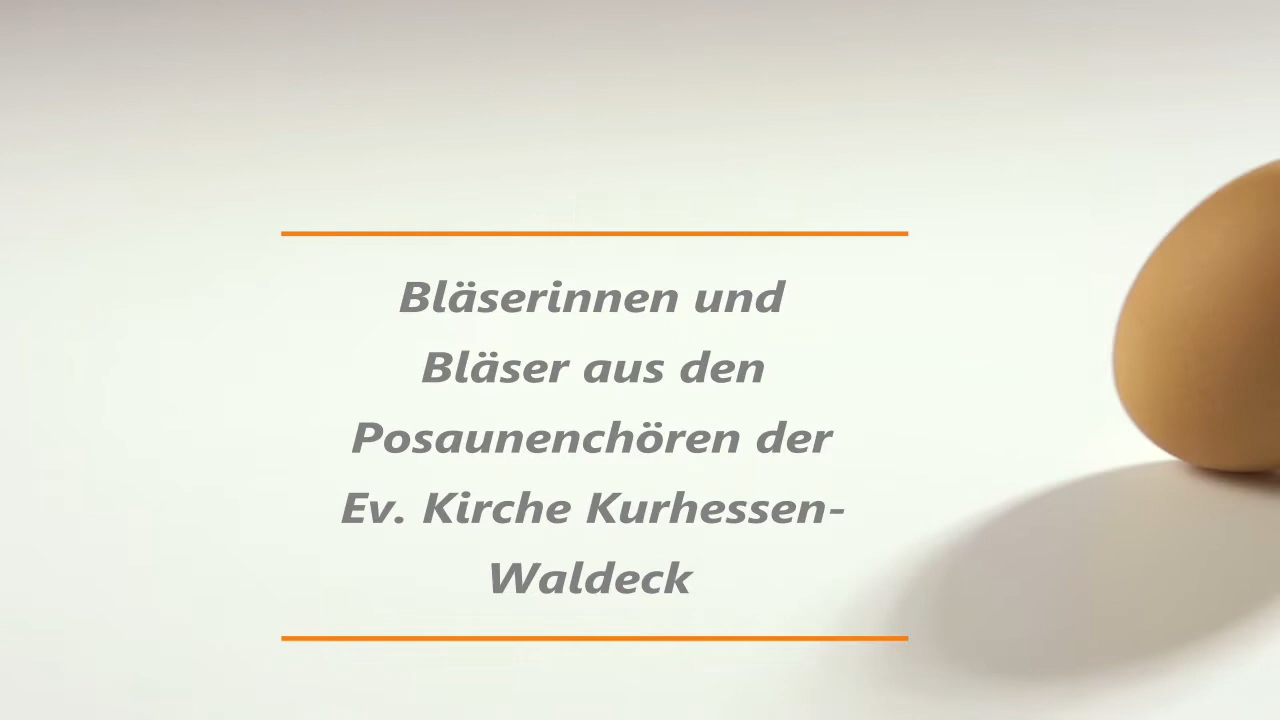 Bläserinnen und
Bläser aus den
Posaunenchören der
Ev. Kirche Kurhessen-
Waldeck